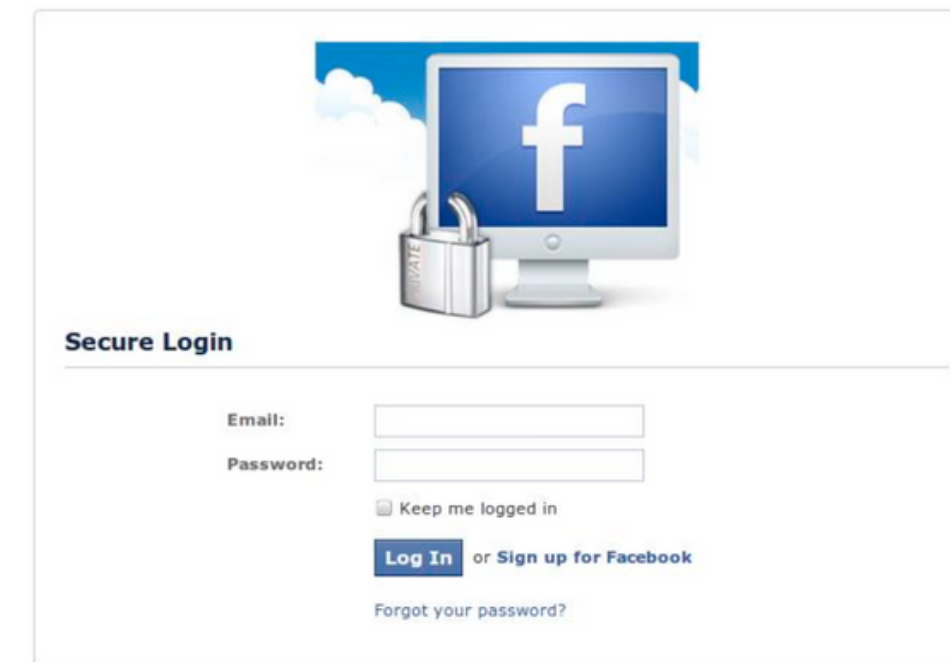 f
PRIVATE
Secure Login
Email:
Password:
Keep me logged in
Log In or Sign up for Facebook
Forgot your password?